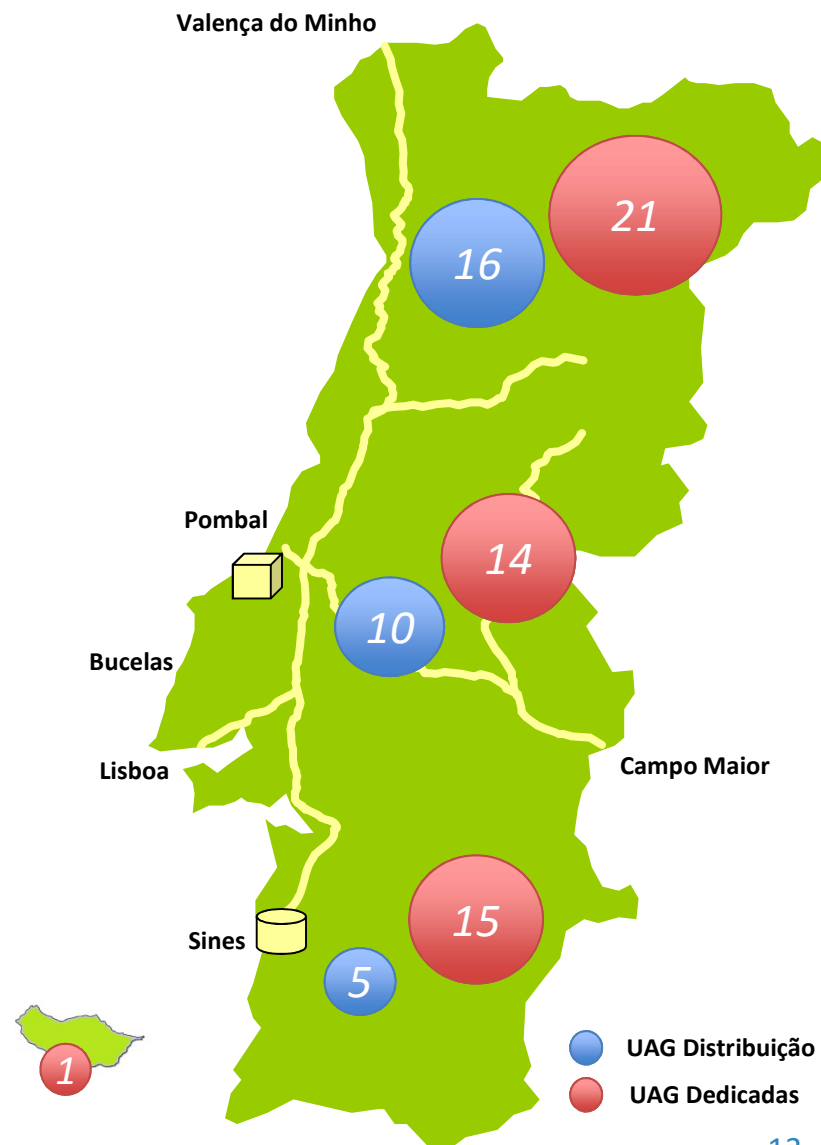 Valença do Minho
21
16
Pombal
14
10
Bucelas
Lisboa
Campo Maior
15
Sines
5
1
UAG Distribuição
UAG Dedicadas